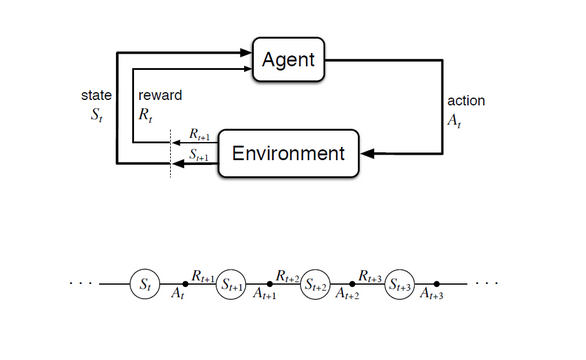 Agent
state
S_t
reward
R_t
action
A_t
R_{t+1}
S_{t+1}
Environment
. . . S_t A_t R_{t+1} S_{t+1} A_{t+1} R_{t+2} S_{t+2} A_{t+2} R_{t+3} S_{t+3} A_{t+3} . . .